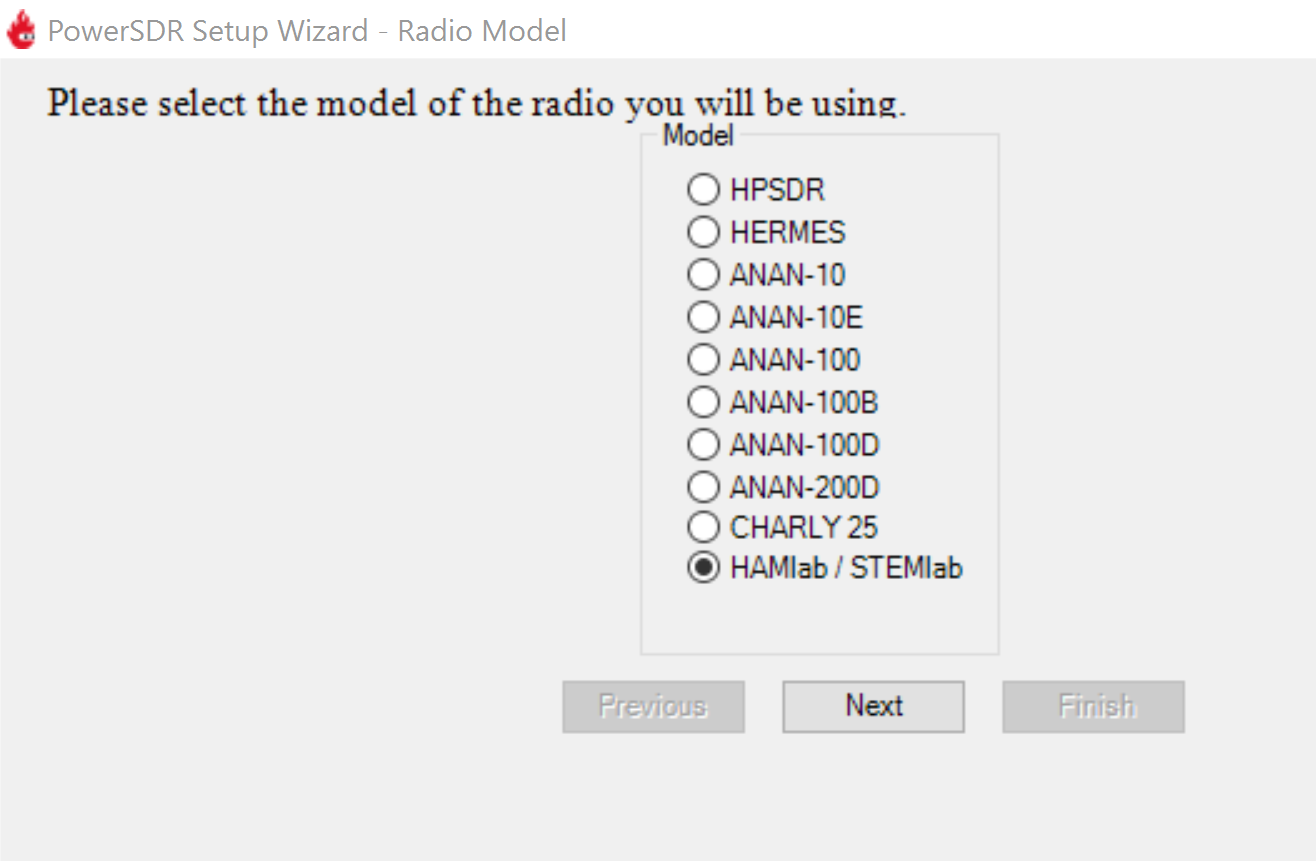 PowerSDR Setup Wizard - Radio Model
Please select the model of the radio you will be using.
Model
HPSDR
HERMES
ANAN-10
ANAN-10E
ANAN-100
ANAN-100B
ANAN-100D
ANAN-200D
CHARLY 25
HAMlab / STEMlab
Previous Next Finish